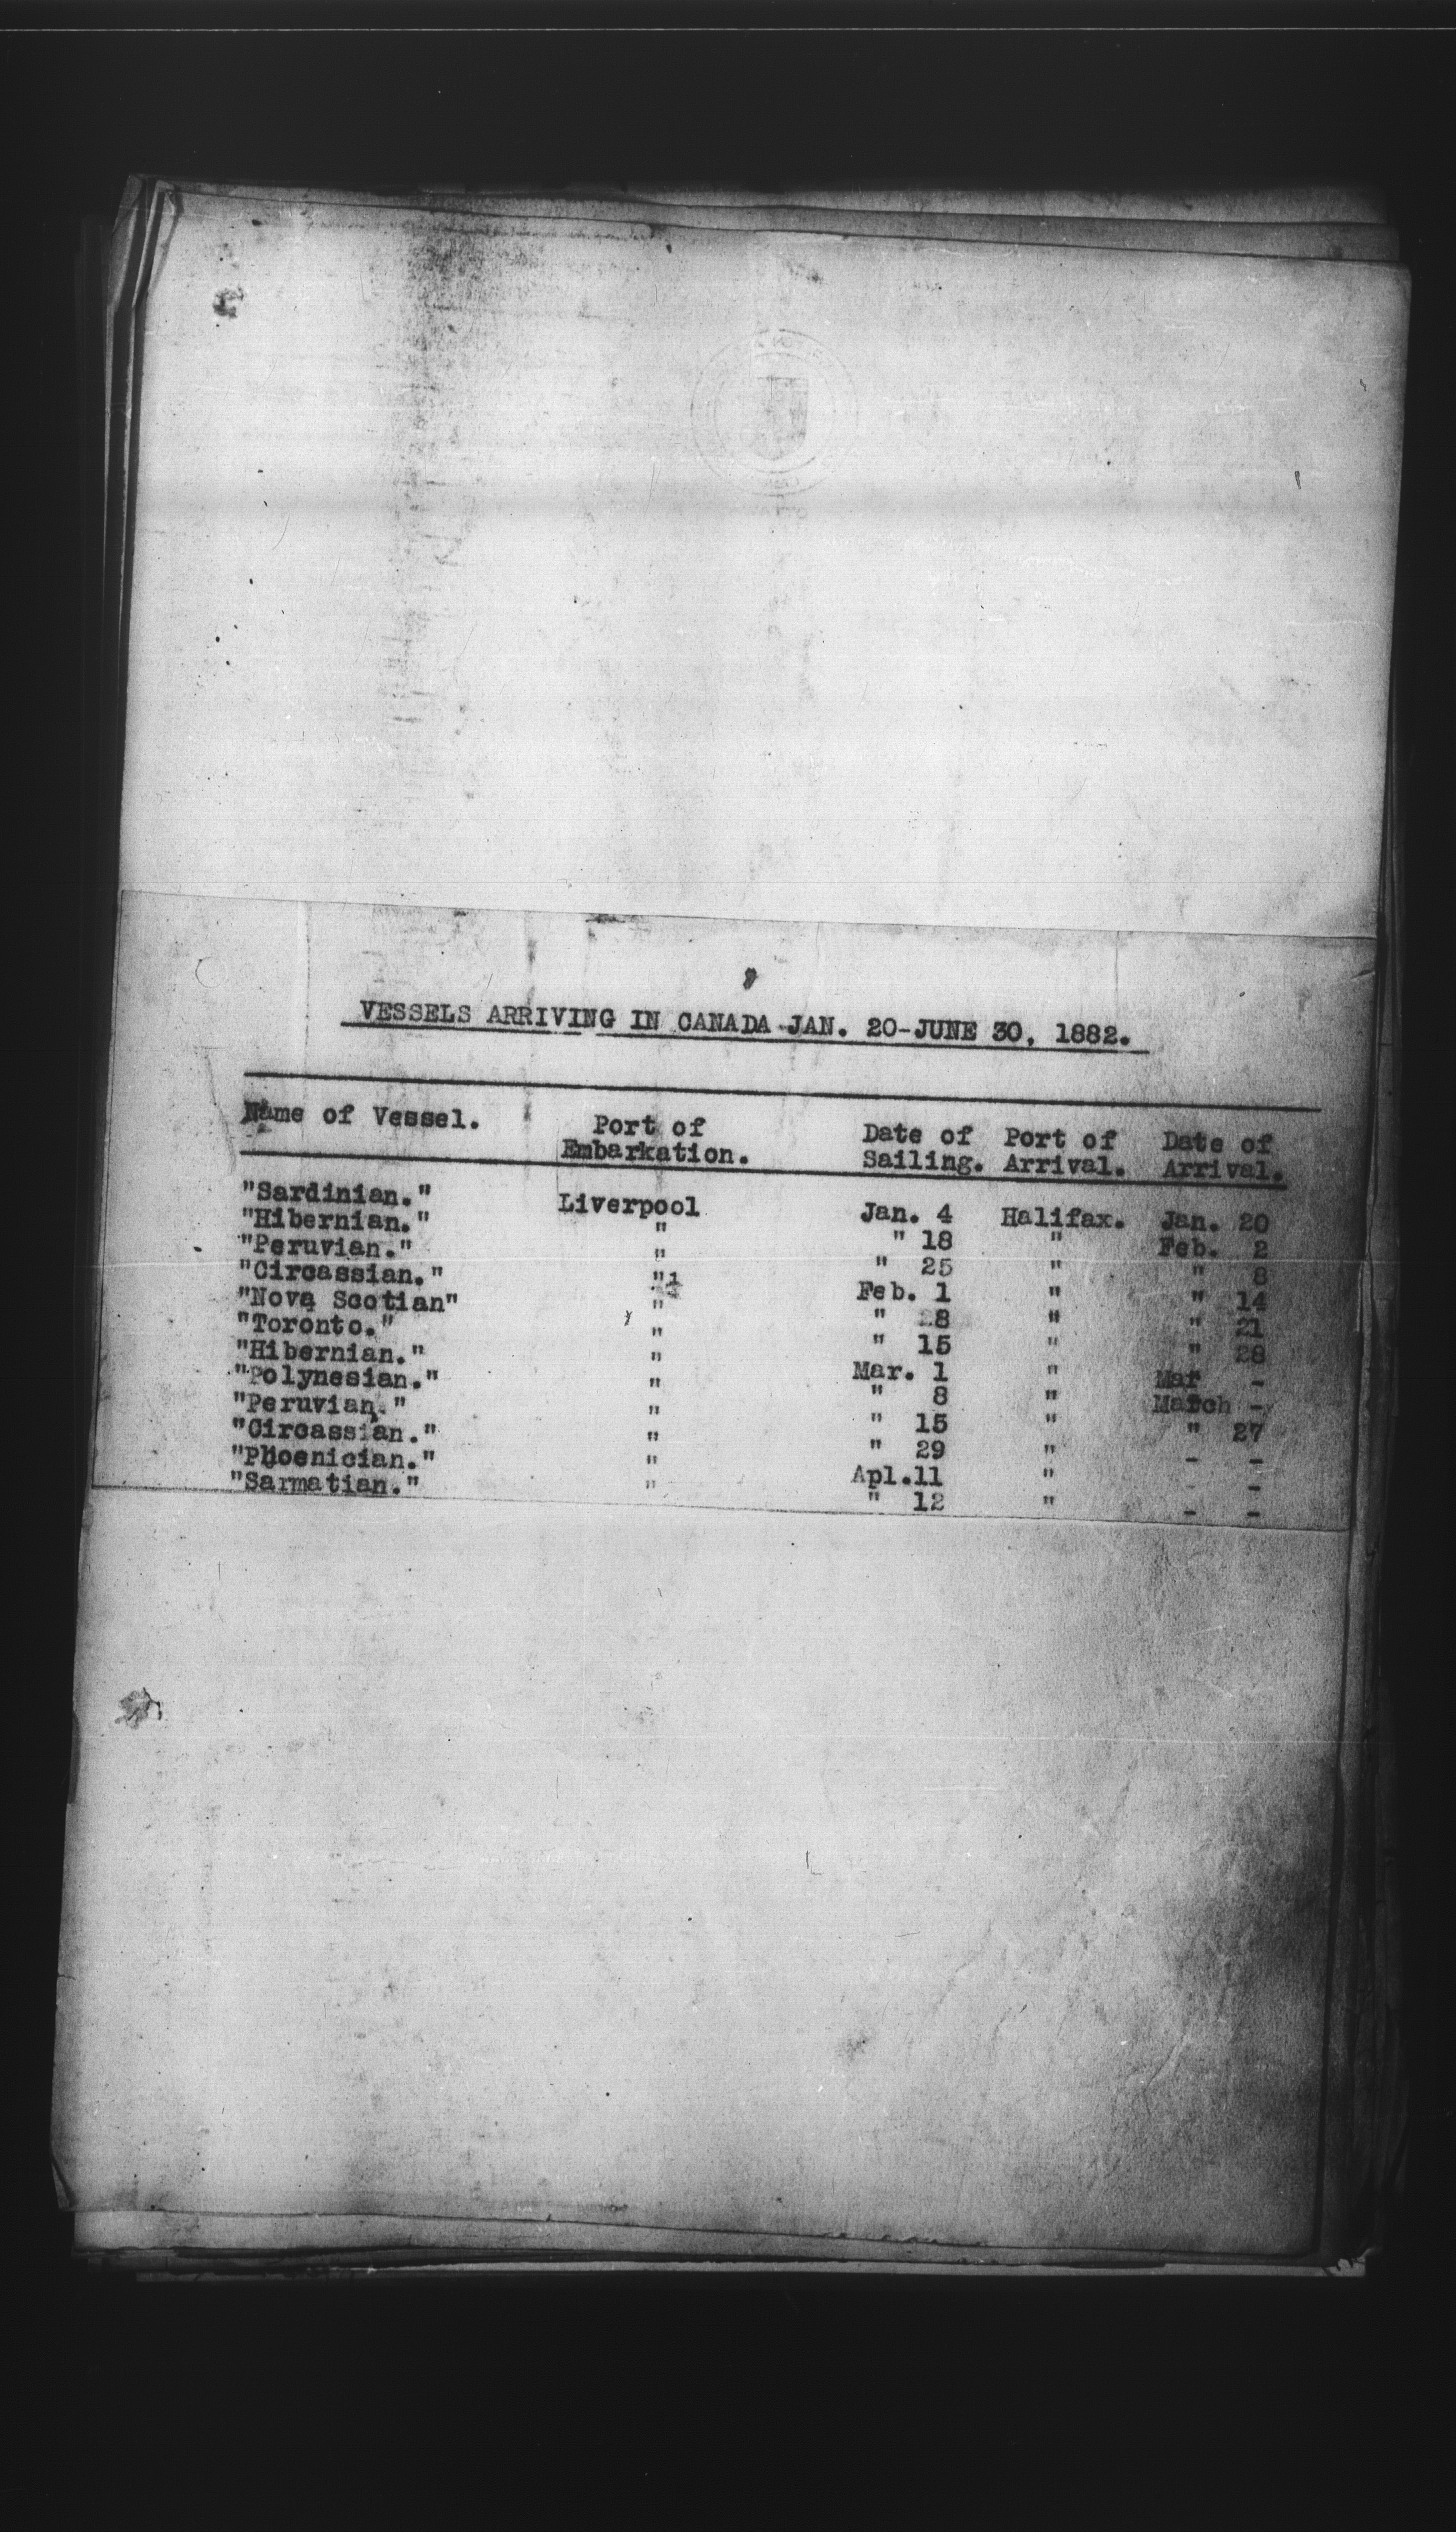 VESSELS ARRIVING IN CANADA JAN. 20-JUNE 30, 1882.
Name of Vessel. Port of Embarkation. Date of Sailing. Port of Arrival. Date of Arrival.
"Sardinian." Liverpool Jan. 4 Halifax. Jan. 20
"Hibernian." " " 18 " Feb. 2
"Peruvian." " " 25 " " 8
"Circassian." " Feb. 1 " " 14
"Nova Scotian" " " 8 " " 21
"Toronto." " " 15 " " 28
"Hibernian." " Mar. 1 " Mar -
"Polynesian." " " 8 " March -
"Peruvian." " " 15 " " 27
"Circassian." " " 29 " - -
"Phoenician." " Apl.11 " - -
"Sarmatian." " " 12 " - -